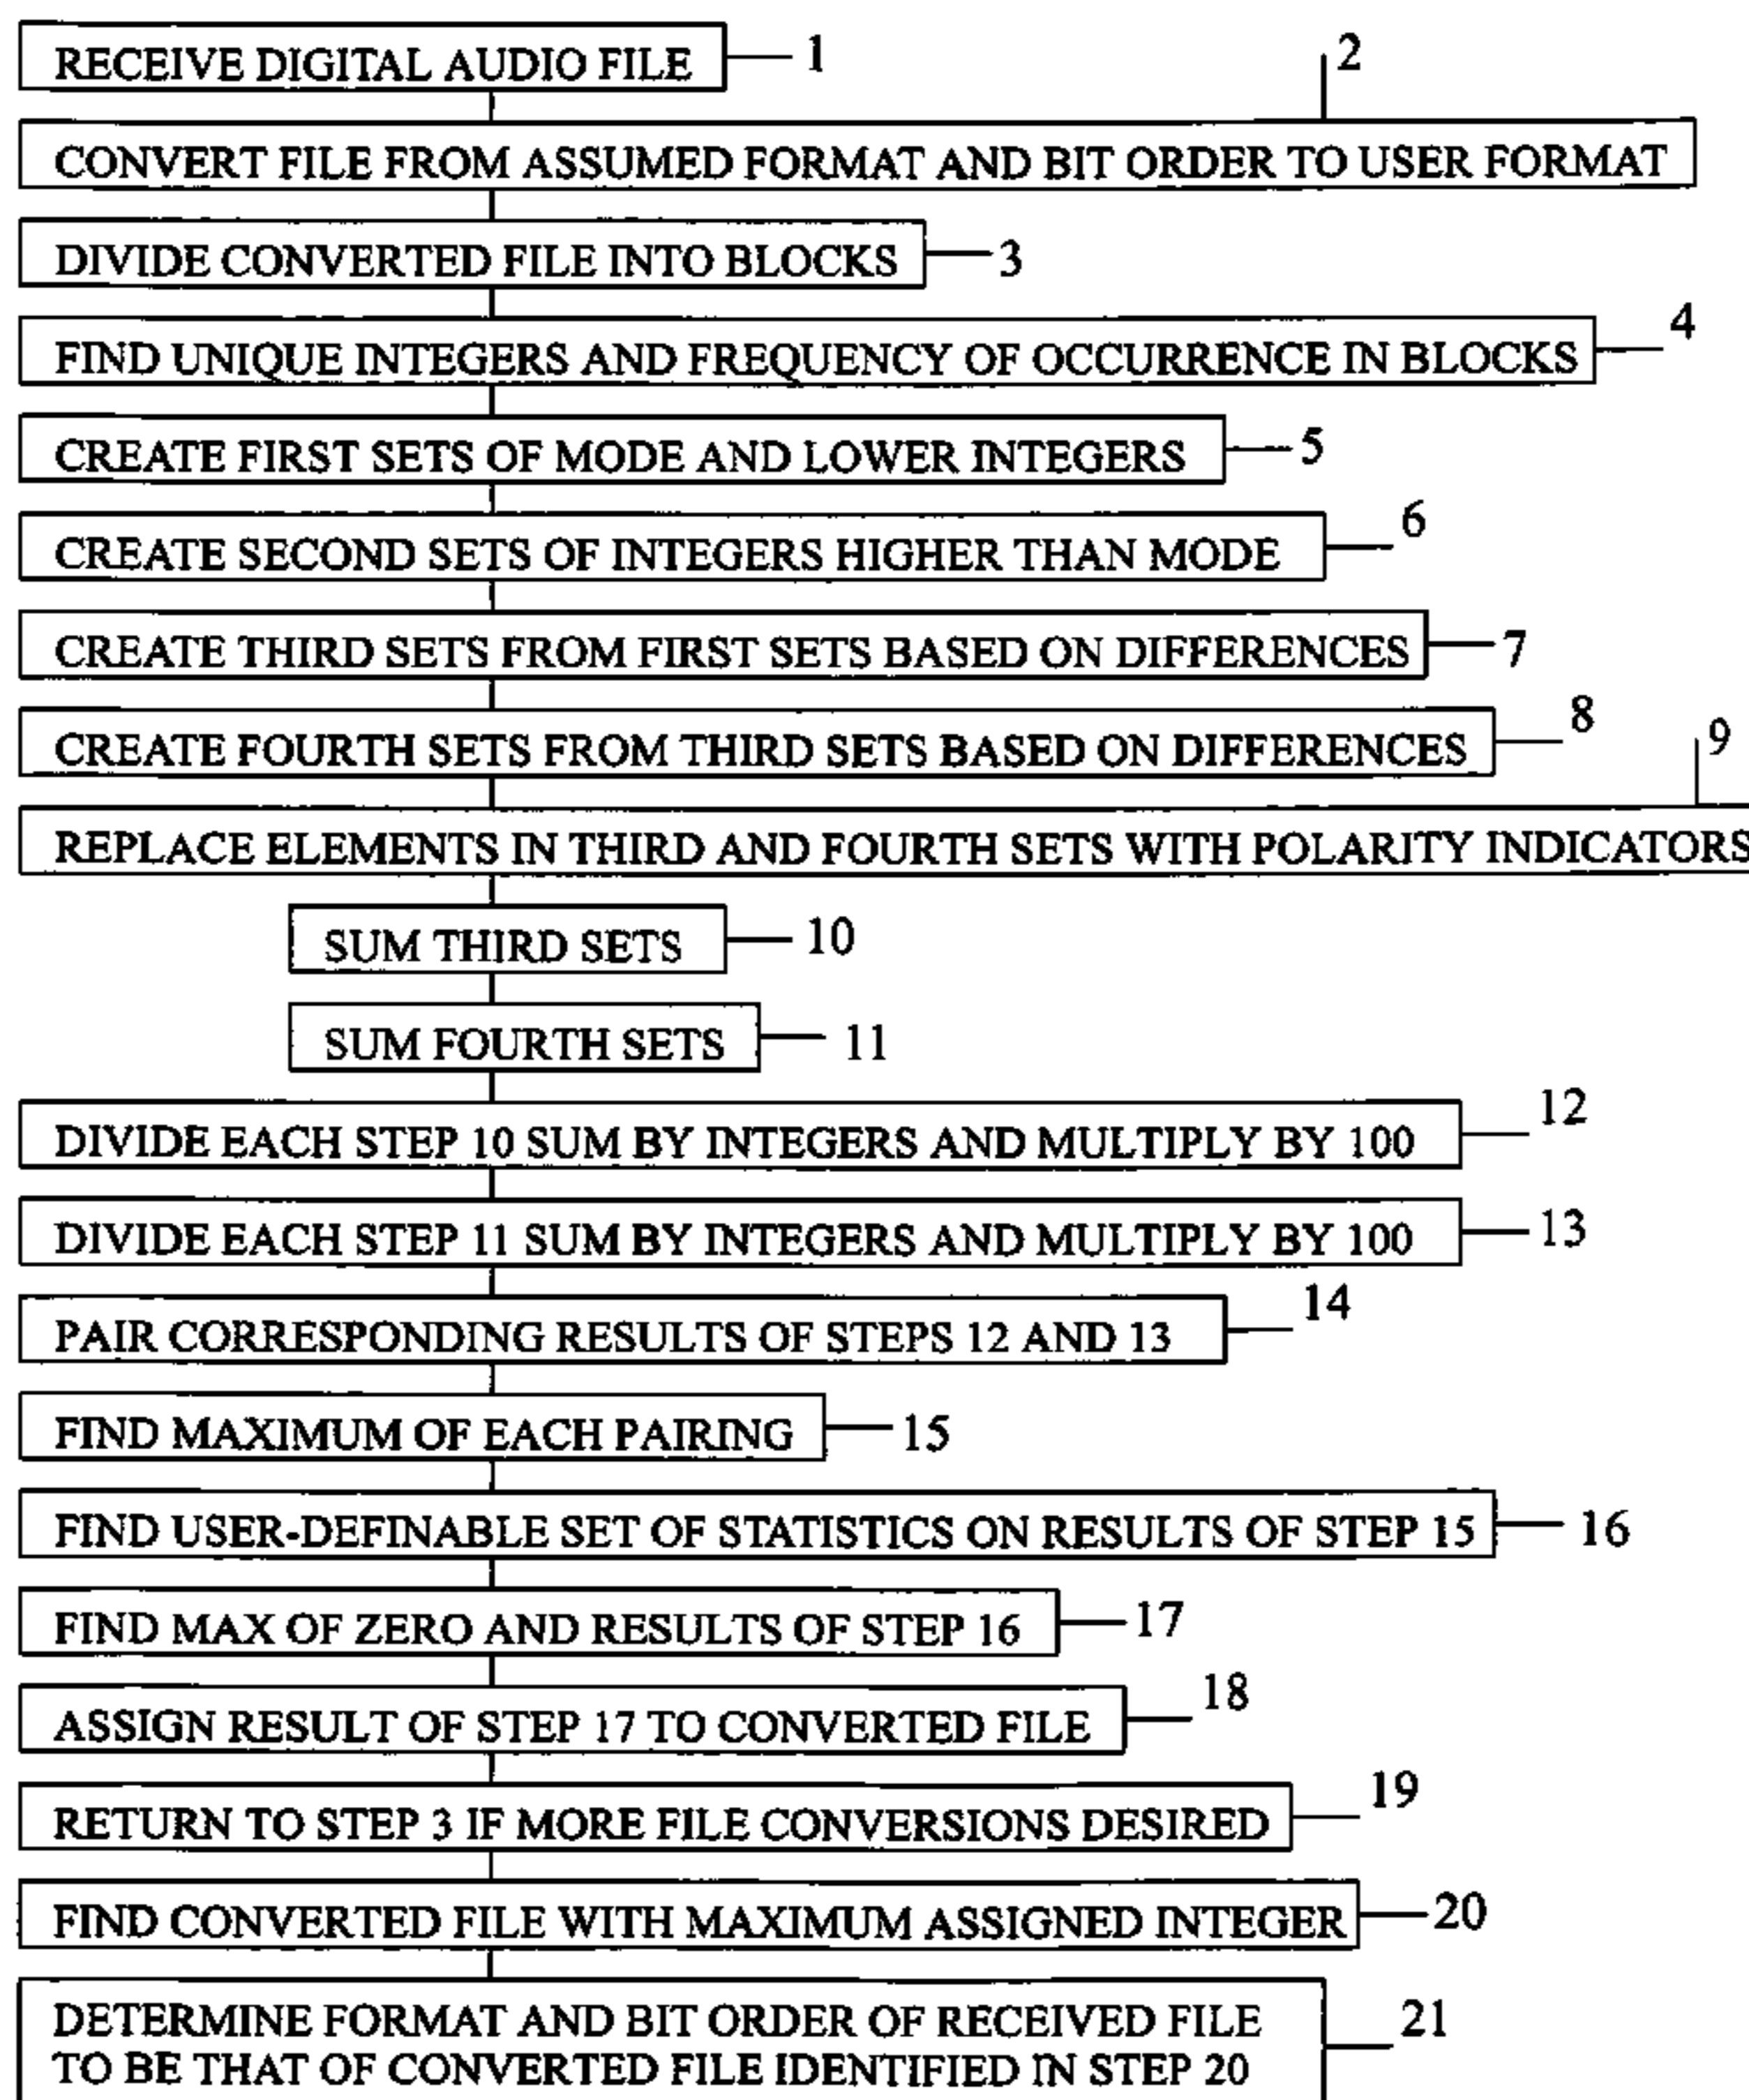 RECEIVE DIGITAL AUDIO FILE 1
2
CONVERT FILE FROM ASSUMED FORMAT AND BIT ORDER TO USER FORMAT
DIVIDE CONVERTED FILE INTO BLOCKS 3
FIND UNIQUE INTEGERS AND FREQUENCY OF OCCURRENCE IN BLOCKS 4
CREATE FIRST SETS OF MODE AND LOWER INTEGERS 5
CREATE SECOND SETS OF INTEGERS HIGHER THAN MODE 6
CREATE THIRD SETS FROM FIRST SETS BASED ON DIFFERENCES 7
CREATE FOURTH SETS FROM THIRD SETS BASED ON DIFFERENCES 8
9
REPLACE ELEMENTS IN THIRD AND FOURTH SETS WITH POLARITY INDICATORS
SUM THIRD SETS 10
SUM FOURTH SETS 11
DIVIDE EACH STEP 10 SUM BY INTEGERS AND MULTIPLY BY 100 12
DIVIDE EACH STEP 11 SUM BY INTEGERS AND MULTIPLY BY 100 13
PAIR CORRESPONDING RESULTS OF STEPS 12 AND 13 14
FIND MAXIMUM OF EACH PAIRING 15
FIND USER-DEFINABLE SET OF STATISTICS ON RESULTS OF STEP 15 16
FIND MAX OF ZERO AND RESULTS OF STEP 16 17
ASSIGN RESULT OF STEP 17 TO CONVERTED FILE 18
RETURN TO STEP 3 IF MORE FILE CONVERSIONS DESIRED 19
FIND CONVERTED FILE WITH MAXIMUM ASSIGNED INTEGER 20
DETERMINE FORMAT AND BIT ORDER OF RECEIVED FILE 21
TO BE THAT OF CONVERTED FILE IDENTIFIED IN STEP 20